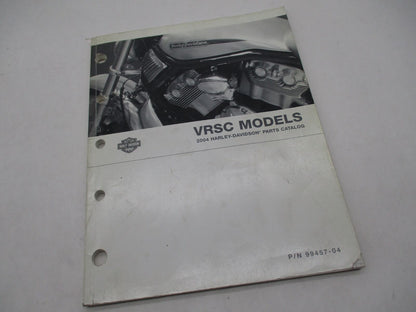 VRSC MODELS
2004 HARLEY-DAVIDSON® PARTS CATALOG
P/N 99457-04